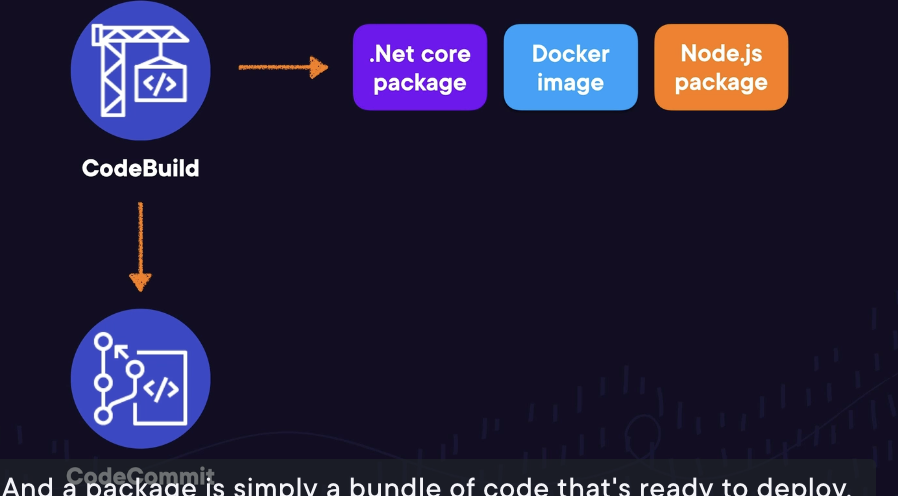 .Net core
package
Docker
image
Node.js
package
CodeBuild
CodeCommit
And a package is simply a bundle of code that's ready to deploy.